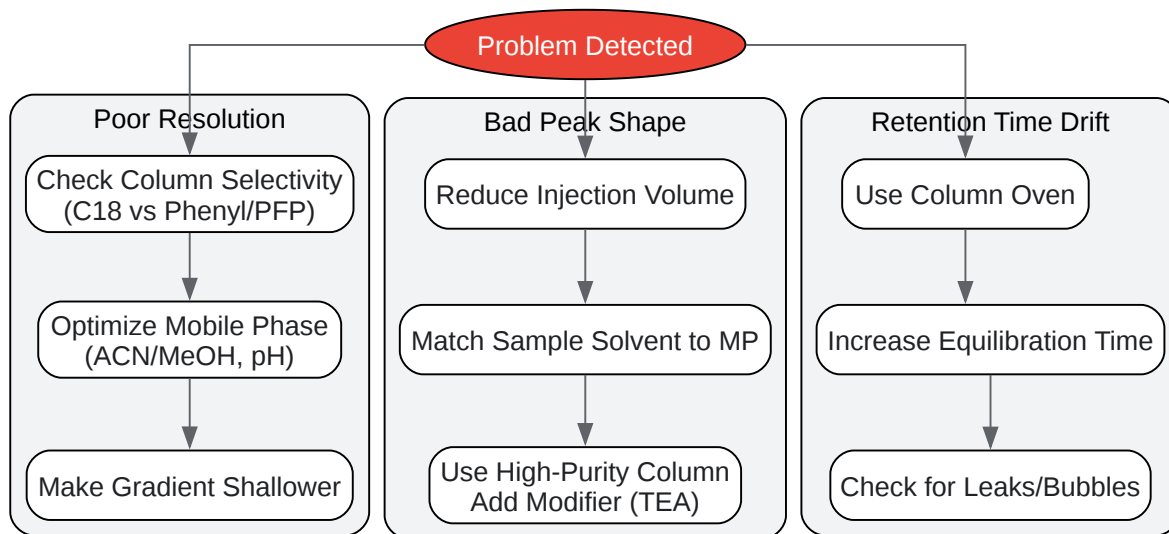 Problem Detected
Poor Resolution
Check Column Selectivity
(C18 vs Phenyl/PFP)
Optimize Mobile Phase
(ACN/MeOH, pH)
Make Gradient Shallower
Bad Peak Shape
Reduce Injection Volume
Match Sample Solvent to MP
Use High-Purity Column
Add Modifier (TEA)
Retention Time Drift
Use Column Oven
Increase Equilibration Time
Check for Leaks/Bubbles